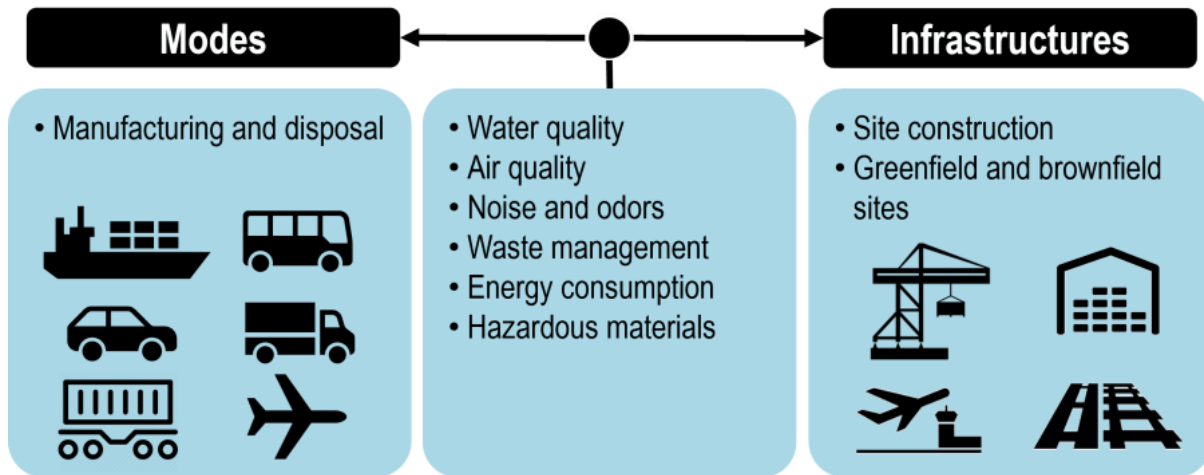 Modes
Infrastructures
• Manufacturing and disposal
• Water quality
• Air quality
• Noise and odors
• Waste management
• Energy consumption
• Hazardous materials
• Site construction
• Greenfield and brownfield
sites